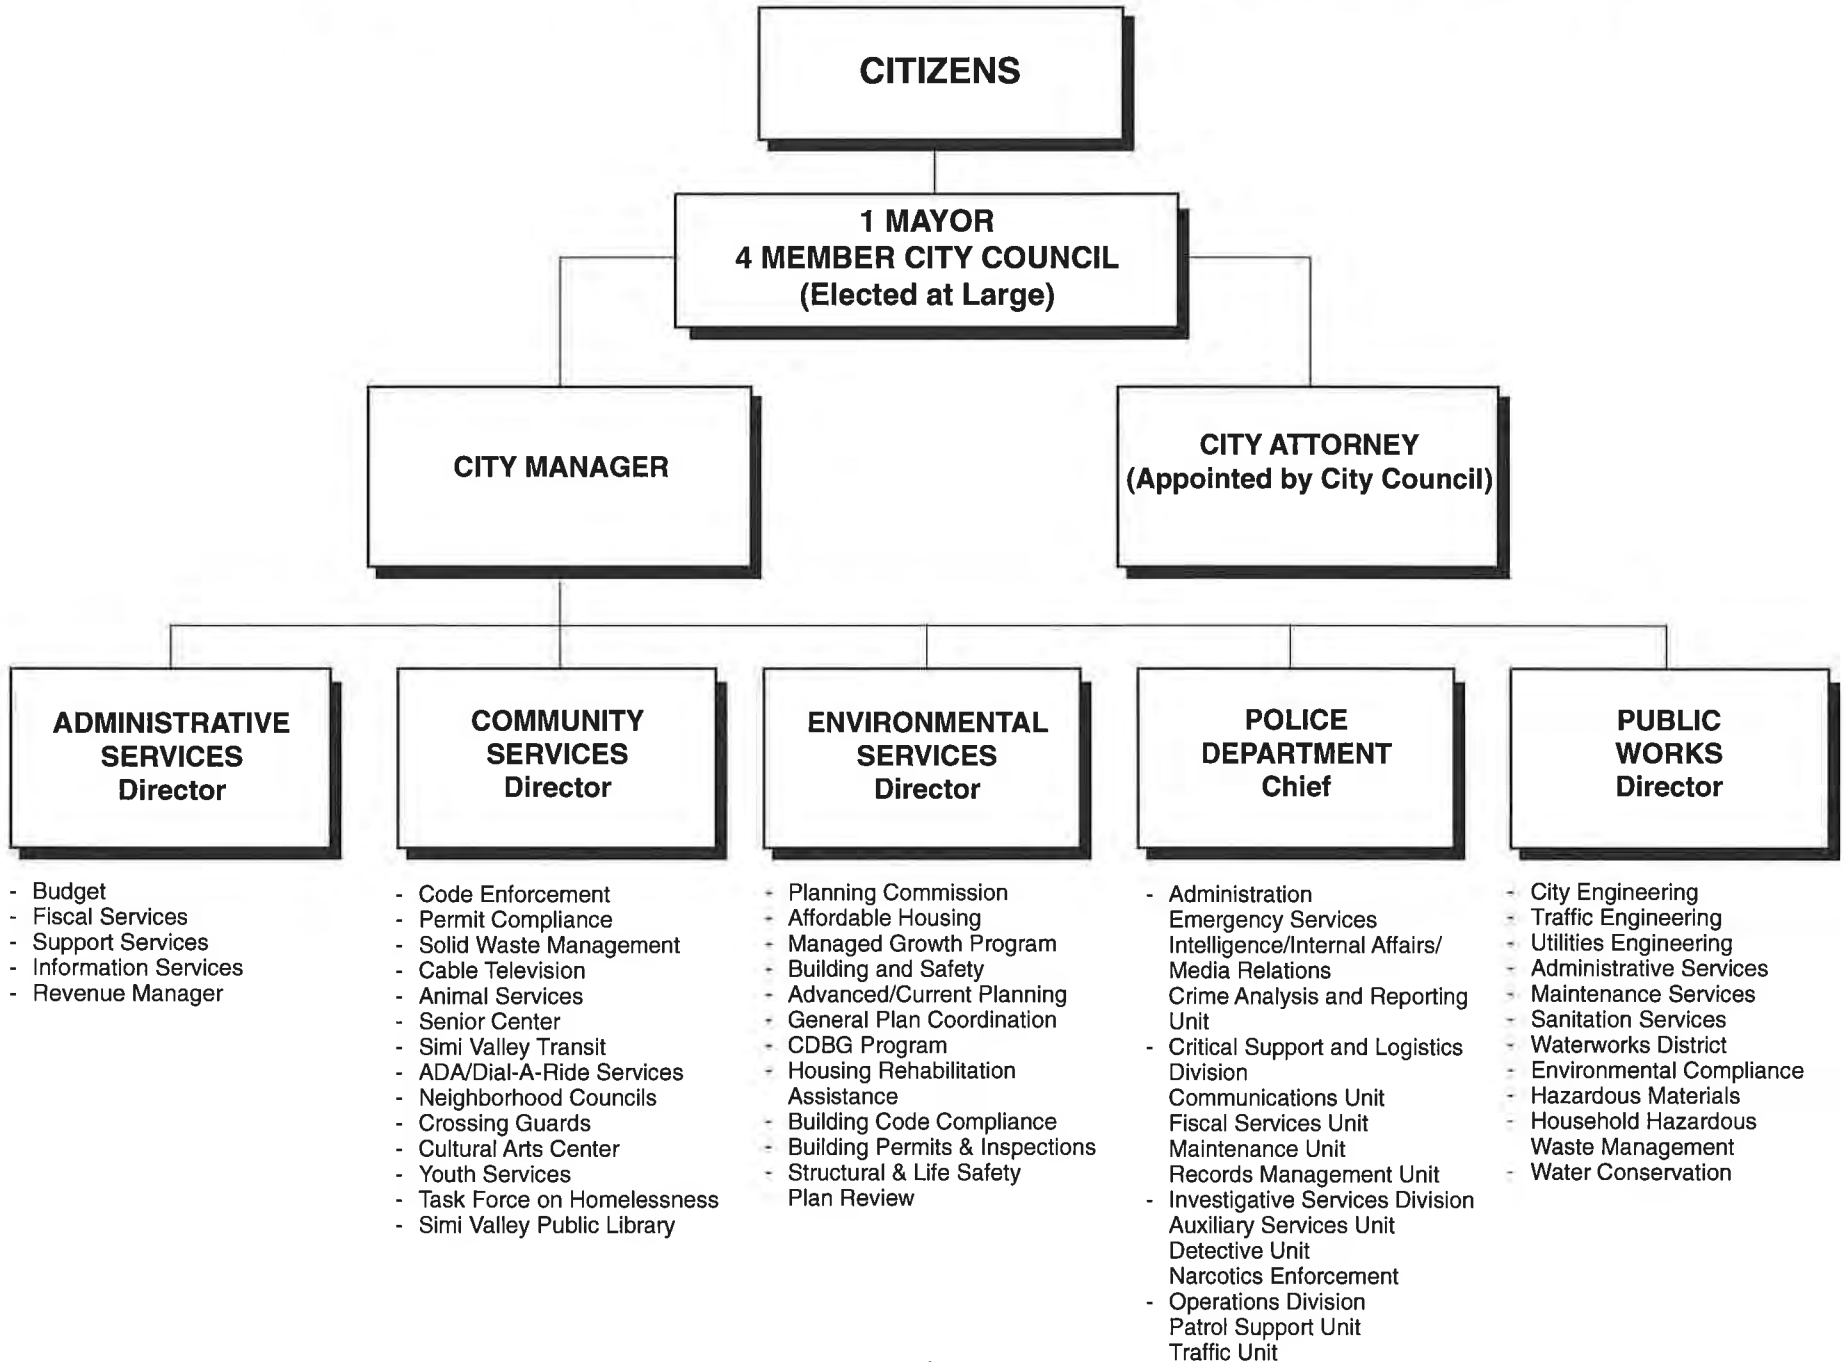 CITIZENS
1 MAYOR
4 MEMBER CITY COUNCIL
(Elected at Large)
CITY MANAGER
CITY ATTORNEY
(Appointed by City Council)
ADMINISTRATIVE
SERVICES
Director
- Budget
- Fiscal Services
- Support Services
- Information Services
- Revenue Manager
COMMUNITY
SERVICES
Director
- Code Enforcement
- Permit Compliance
- Solid Waste Management
- Cable Television
- Animal Services
- Senior Center
- Simi Valley Transit
- ADA/Dial-A-Ride Services
- Neighborhood Councils
- Crossing Guards
- Cultural Arts Center
- Youth Services
- Task Force on Homelessness
- Simi Valley Public Library
ENVIRONMENTAL
SERVICES
Director
- Planning Commission
- Affordable Housing
- Managed Growth Program
- Building and Safety
- Advanced/Current Planning
- General Plan Coordination
- CDBG Program
- Housing Rehabilitation
Assistance
- Building Code Compliance
- Building Permits & Inspections
- Structural & Life Safety
Plan Review
POLICE
DEPARTMENT
Chief
- Administration
Emergency Services
Intelligence/Internal Affairs/
Media Relations
Crime Analysis and Reporting
Unit
- Critical Support and Logistics
Division
Communications Unit
Fiscal Services Unit
Maintenance Unit
Records Management Unit
- Investigative Services Division
Auxiliary Services Unit
Detective Unit
Narcotics Enforcement
- Operations Division
Patrol Support Unit
Traffic Unit
PUBLIC
WORKS
Director
- City Engineering
- Traffic Engineering
- Utilities Engineering
- Administrative Services
- Maintenance Services
- Sanitation Services
- Waterworks District
- Environmental Compliance
- Hazardous Materials
- Household Hazardous
Waste Management
- Water Conservation